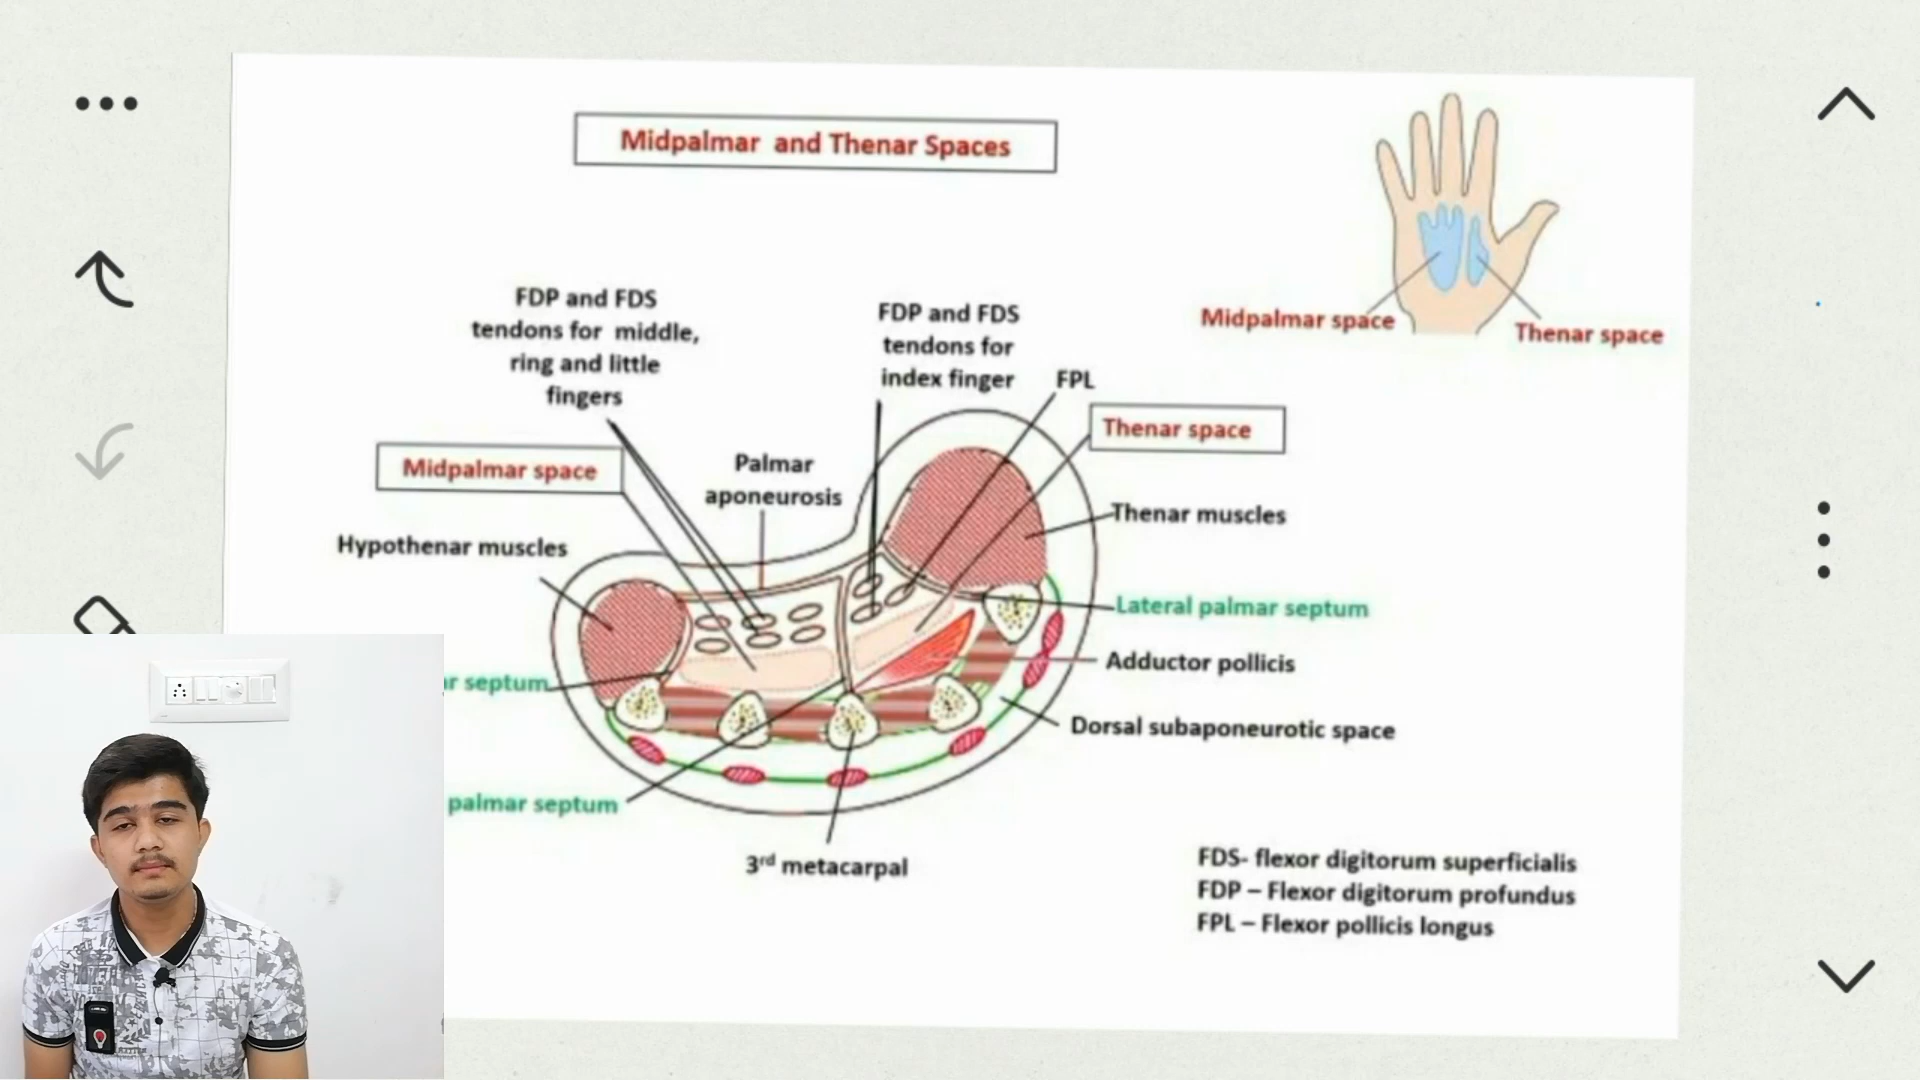 Midpalmar and Thenar Spaces
Midpalmar space
Thenar space
FDP and FDS
tendons for middle,
ring and little
fingers
FDP and FDS
tendons for
index finger
FPL
Thenar space
Midpalmar space
Palmar
aponeurosis
Thenar muscles
Hypothenar muscles
Lateral palmar septum
Adductor pollicis
septum
Dorsal subaponeurotic space
palmar septum
3rd metacarpal
FDS- flexor digitorum superficialis
FDP – Flexor digitorum profundus
FPL – Flexor pollicis longus